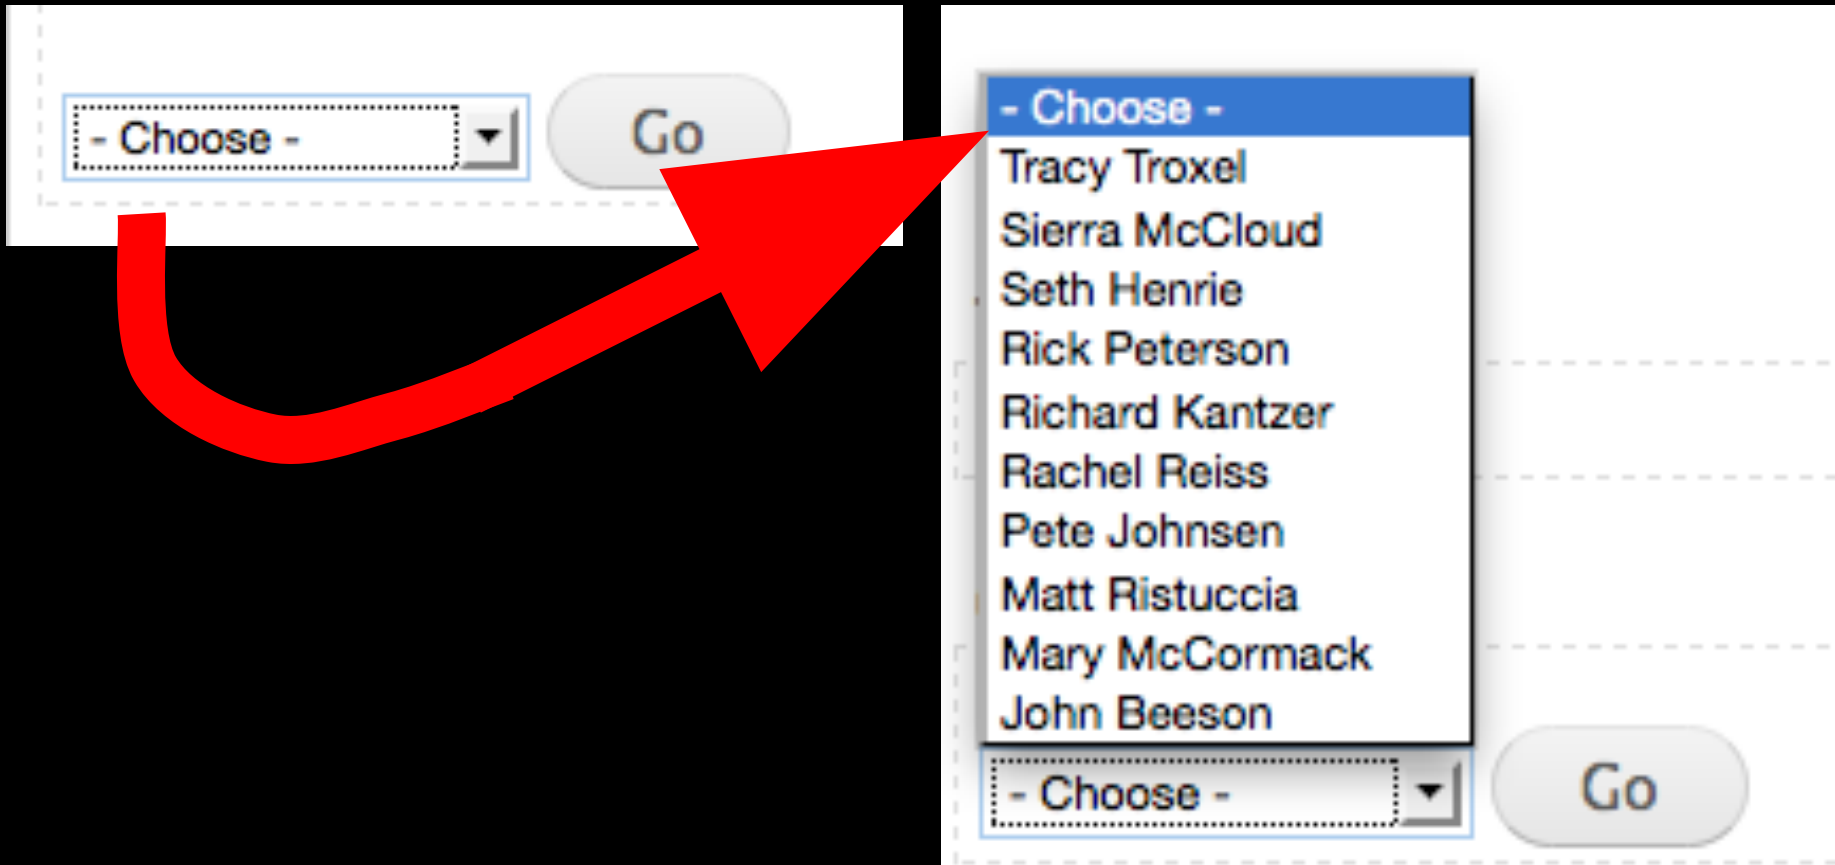 - Choose -
Go
- Choose -
Tracy Troxel
Sierra McCloud
Seth Henrie
Rick Peterson
Richard Kantzer
Rachel Reiss
Pete Johnsen
Matt Ristuccia
Mary McCormack
John Beeson
- Choose -
Go